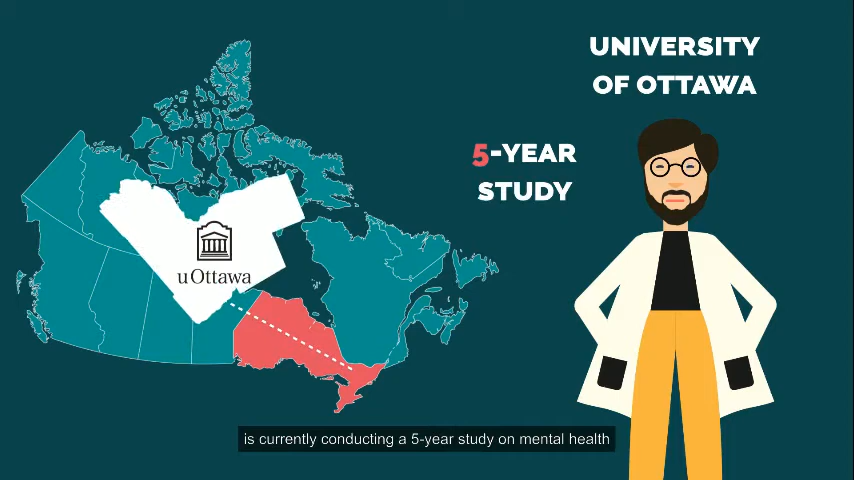 UNIVERSITY
OF OTTAWA
5-YEAR
STUDY
uOttawa
is currently conducting a 5-year study on mental health